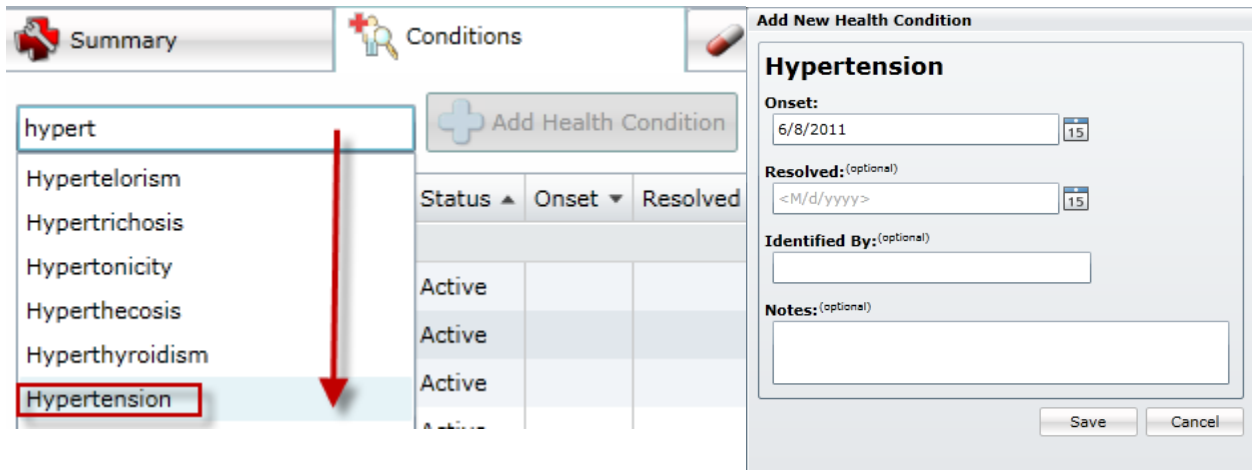 Summary
Conditions
hypert
Add Health Condition
Hypertelorism
Hypertrichosis
Hypertonicity
Hyperthecosis
Hyperthyroidism
Hypertension
Status ▲ Onset ▼ Resolved
Active
Active
Active
Active
Add New Health Condition
Hypertension
Onset:
6/8/2011
15
Resolved: (optional)
<M/d/yyyy>
15
Identified By: (optional)
Notes: (optional)
Save Cancel